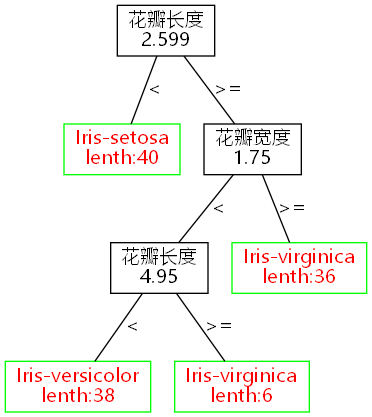 花瓣长度
2.599
<
>=
Iris-setosa
lenth:40
花瓣宽度
1.75
<
>=
花瓣长度
4.95
Iris-virginica
lenth:36
<
>=
Iris-versicolor
lenth:38
Iris-virginica
lenth:6